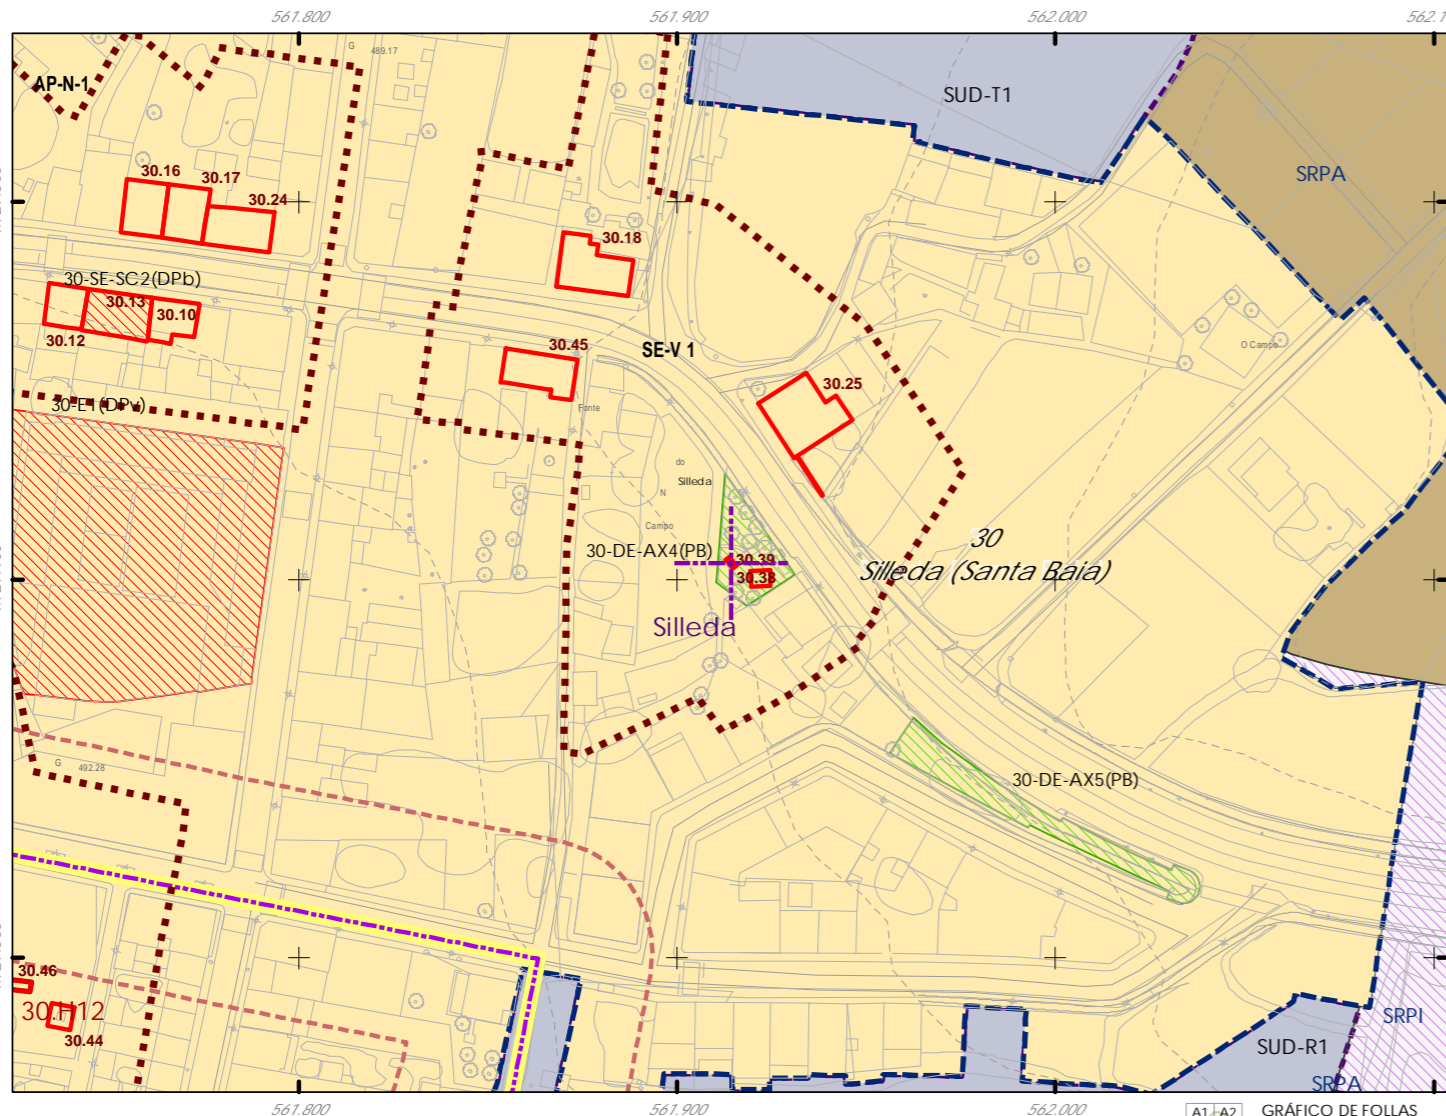 561.800
561.900
562.000
562.1
G
489.17
AP-N-1
SUD-T1
SRPA
30.16
30.17
30.24
30.18
30-SE-SC2(DPb)
30.13
30.10
30.12
30.45
SE-V 1
O Campo
30.25
30-E1(DPv)
Fonte
do
Silleda
N
Campo
30
Silleda (Santa Baia)
30-DE-AX4(PB)
30.39
30.38
Silleda
G
492.28
30-DE-AX5(PB)
30.46
30.H12
30.44
SRPI
SUD-R1
SRPA
561.800
561.900
562.000
A1 A2
GRÁFICO DE FOLLAS